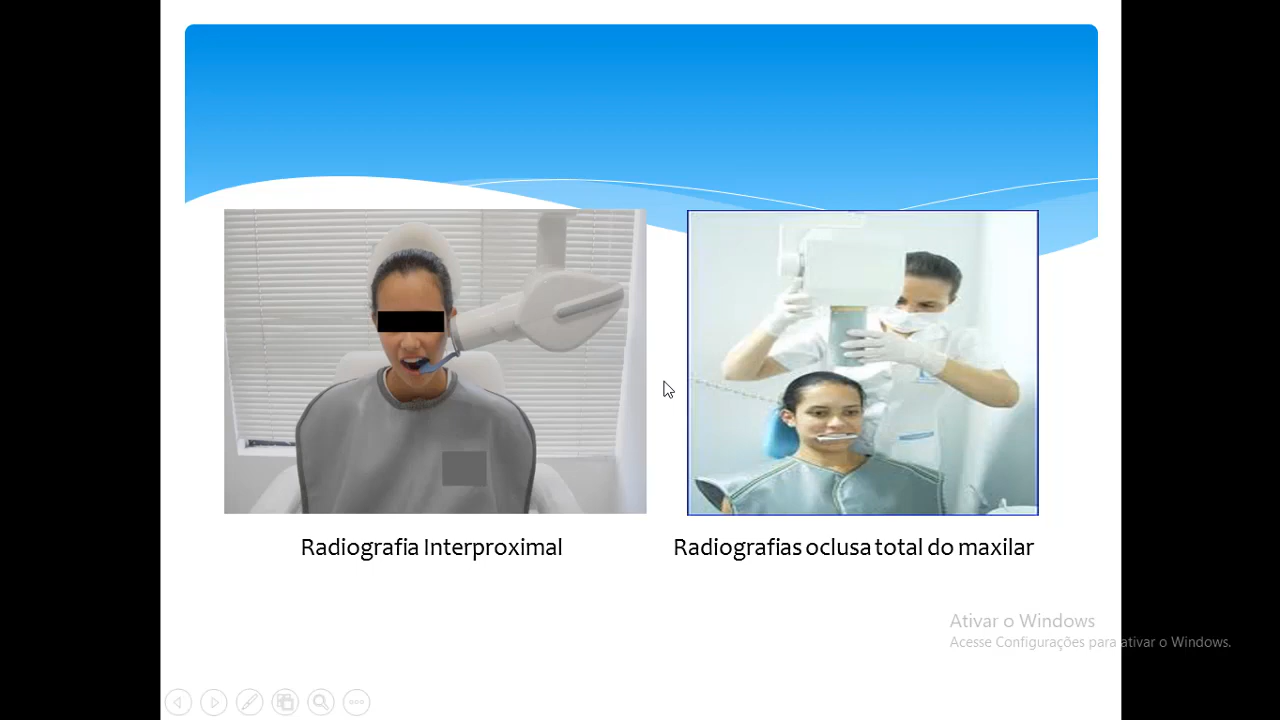 Radiografia Interproximal
Radiografias oclusa total do maxilar
Ativar o Windows
Acesse Configurações para ativar o Windows.